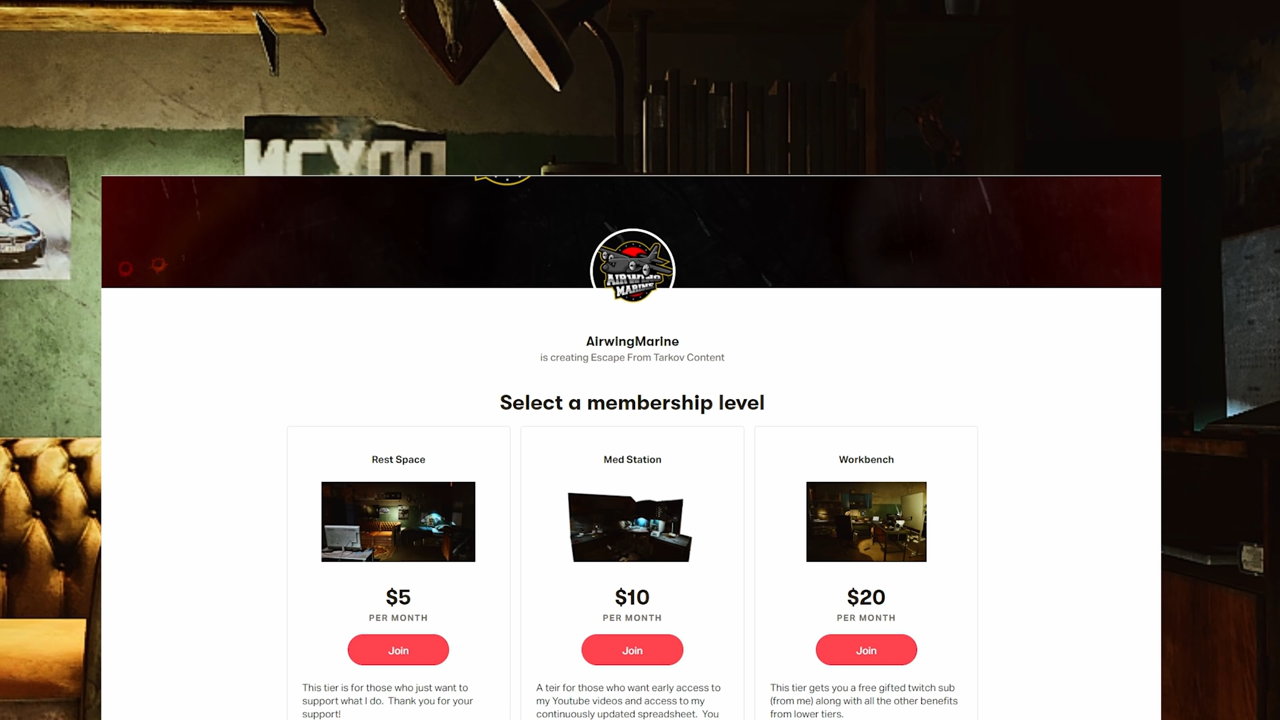 ИСХОД
AIRWING
MARINE
AirwingMarine
is creating Escape From Tarkov Content
Select a membership level
Rest Space
Med Station
Workbench
$5
PER MONTH
Join
This tier is for those who just want to
support what I do. Thank you for your
support!
$10
PER MONTH
Join
A teir for those who want early access to
my Youtube videos and access to my
continuously updated spreadsheet. You
$20
PER MONTH
Join
This tier gets you a free gifted twitch sub
(from me) along with all the other benefits
from lower tiers.